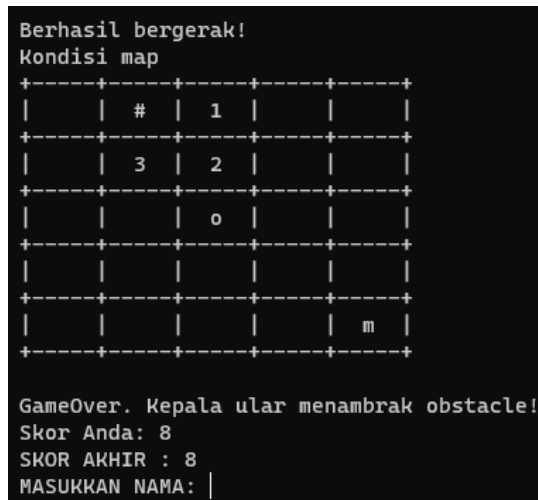 Berhasil bergerak!
Kondisi map
+-----+-----+-----+-----+-----+
|     |  #  |  1  |     |     |
+-----+-----+-----+-----+-----+
|     |  3  |  2  |     |     |
+-----+-----+-----+-----+-----+
|     |     |  o  |     |     |
+-----+-----+-----+-----+-----+
|     |     |     |     |     |
+-----+-----+-----+-----+-----+
|     |     |     |     |  m  |
+-----+-----+-----+-----+-----+
GameOver. Kepala ular menambrak obstacle!
Skor Anda: 8
SKOR AKHIR : 8
MASUKKAN NAMA: